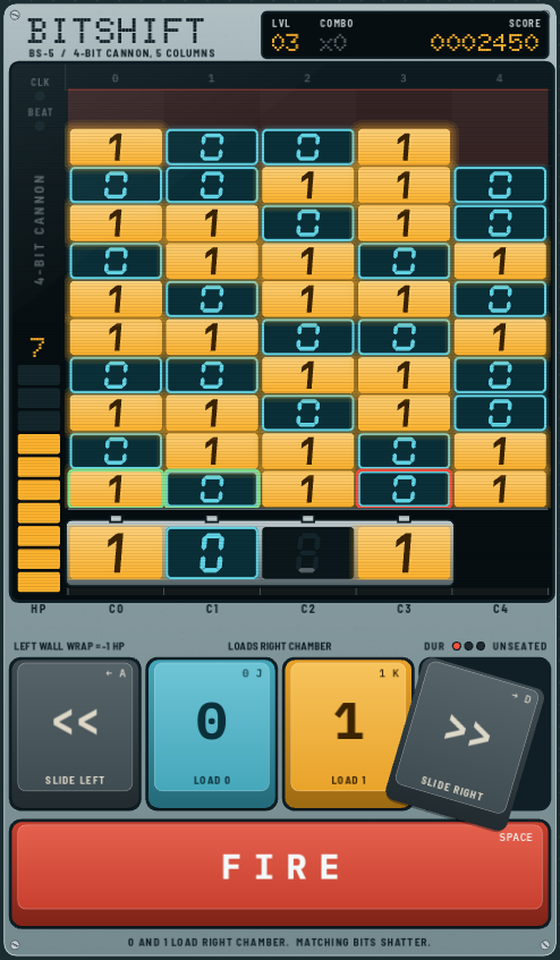 BITSHIFT
BS-5 / 4-BIT CANNON, 5 COLUMNS
LVL COMBO SCORE
03 x0 0002450
CLK 0 1 2 3 4
BEAT
4-BIT CANNON
1 0 0 1
0 0 1 1 0
1 1 0 1 0
0 1 1 0 1
1 0 1 1 0
1 1 0 0 1
7
0 0 1 1 0
1 1 0 1 0
0 1 1 0 1
1 0 1 0 1
1 0 1
HP C0 C1 C2 C3 C4
LEFT WALL WRAP =-1 HP LOADS RIGHT CHAMBER DUR UNSEATED
← A 0 J 1 K → D
<< 0 1 >>
SLIDE LEFT LOAD 0 LOAD 1 SLIDE RIGHT
SPACE
FIRE
0 AND 1 LOAD RIGHT CHAMBER. MATCHING BITS SHATTER.